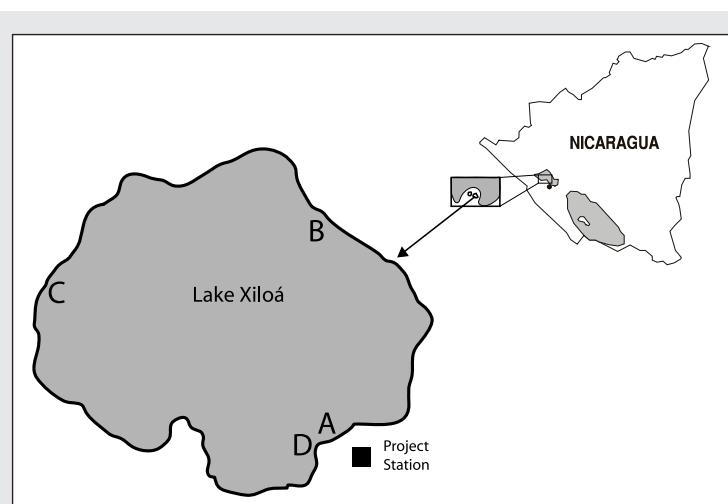 NICARAGUA
B
C
Lake Xiloá
A
D
Project
Station